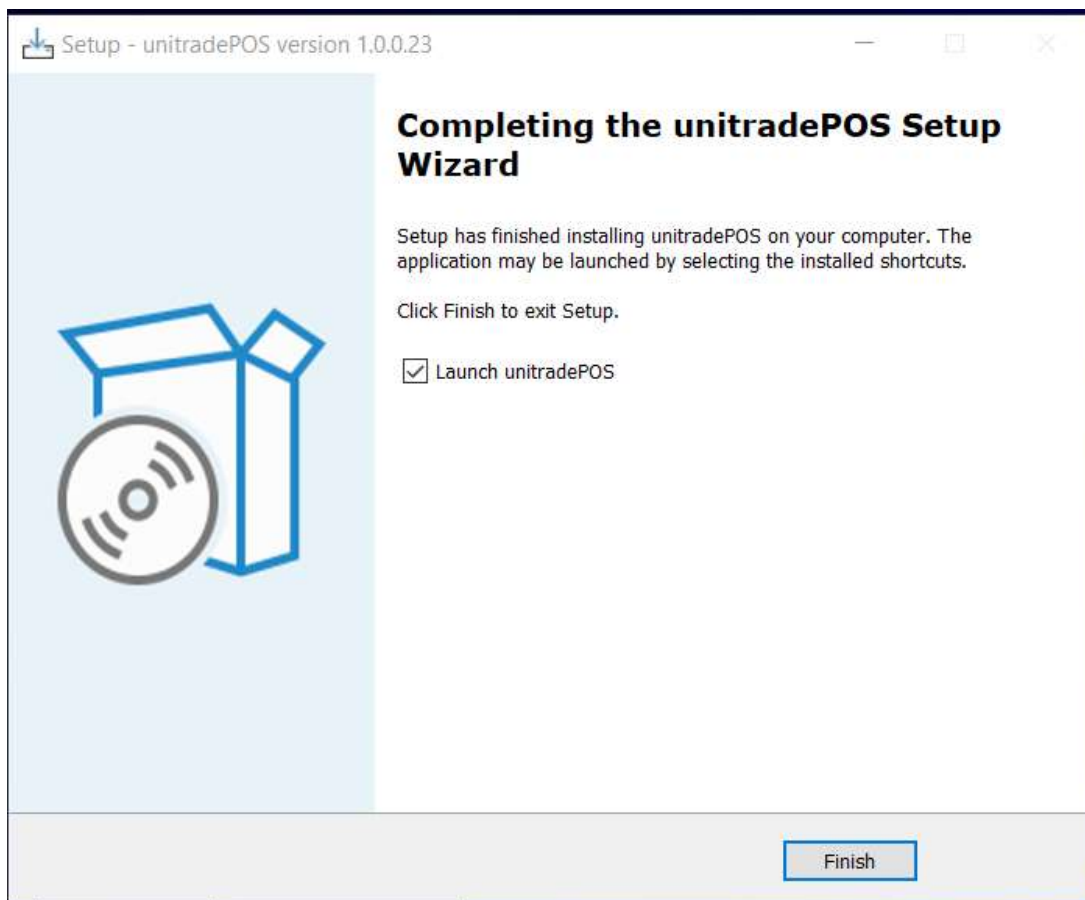 Setup - unitradePOS version 1.0.0.23
Completing the unitradePOS Setup
Wizard
Setup has finished installing unitradePOS on your computer. The
application may be launched by selecting the installed shortcuts.
Click Finish to exit Setup.
Launch unitradePOS
Finish